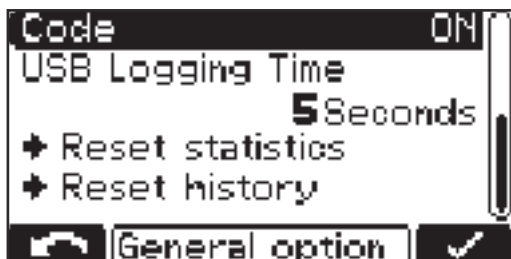 Code ON
USB Logging Time
5 Seconds
Reset statistics
Reset history
General option